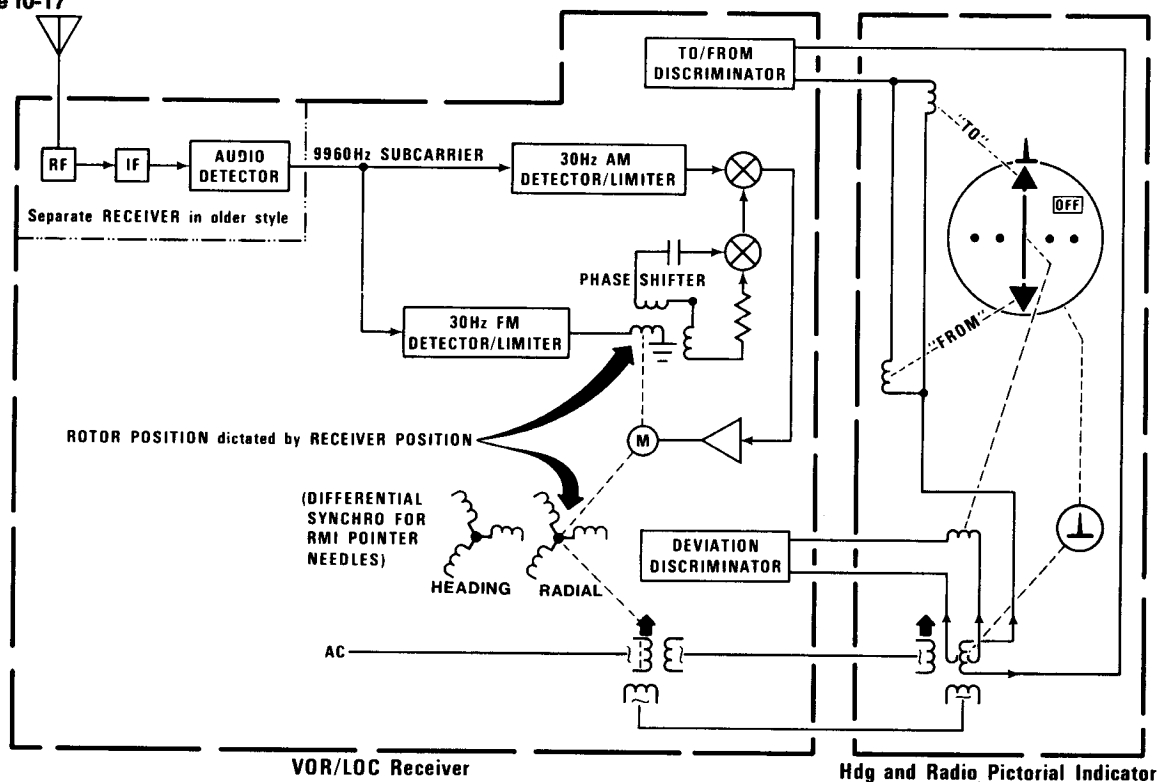 10-17
TO/FROM
DISCRIMINATOR
RF
IF
AUDIO
DETECTOR
9960Hz SUBCARRIER
30Hz AM
DETECTOR/LIMITER
Separate RECEIVER in older style
"TO"
OFF
PHASE SHIFTER
30Hz FM
DETECTOR/LIMITER
"FROM"
ROTOR POSITION dictated by RECEIVER POSITION
M
(DIFFERENTIAL
SYNCHRO FOR
RMI POINTER
NEEDLES)
HEADING
RADIAL
DEVIATION
DISCRIMINATOR
AC
VOR/LOC Receiver
Hdg and Radio Pictorial Indicator